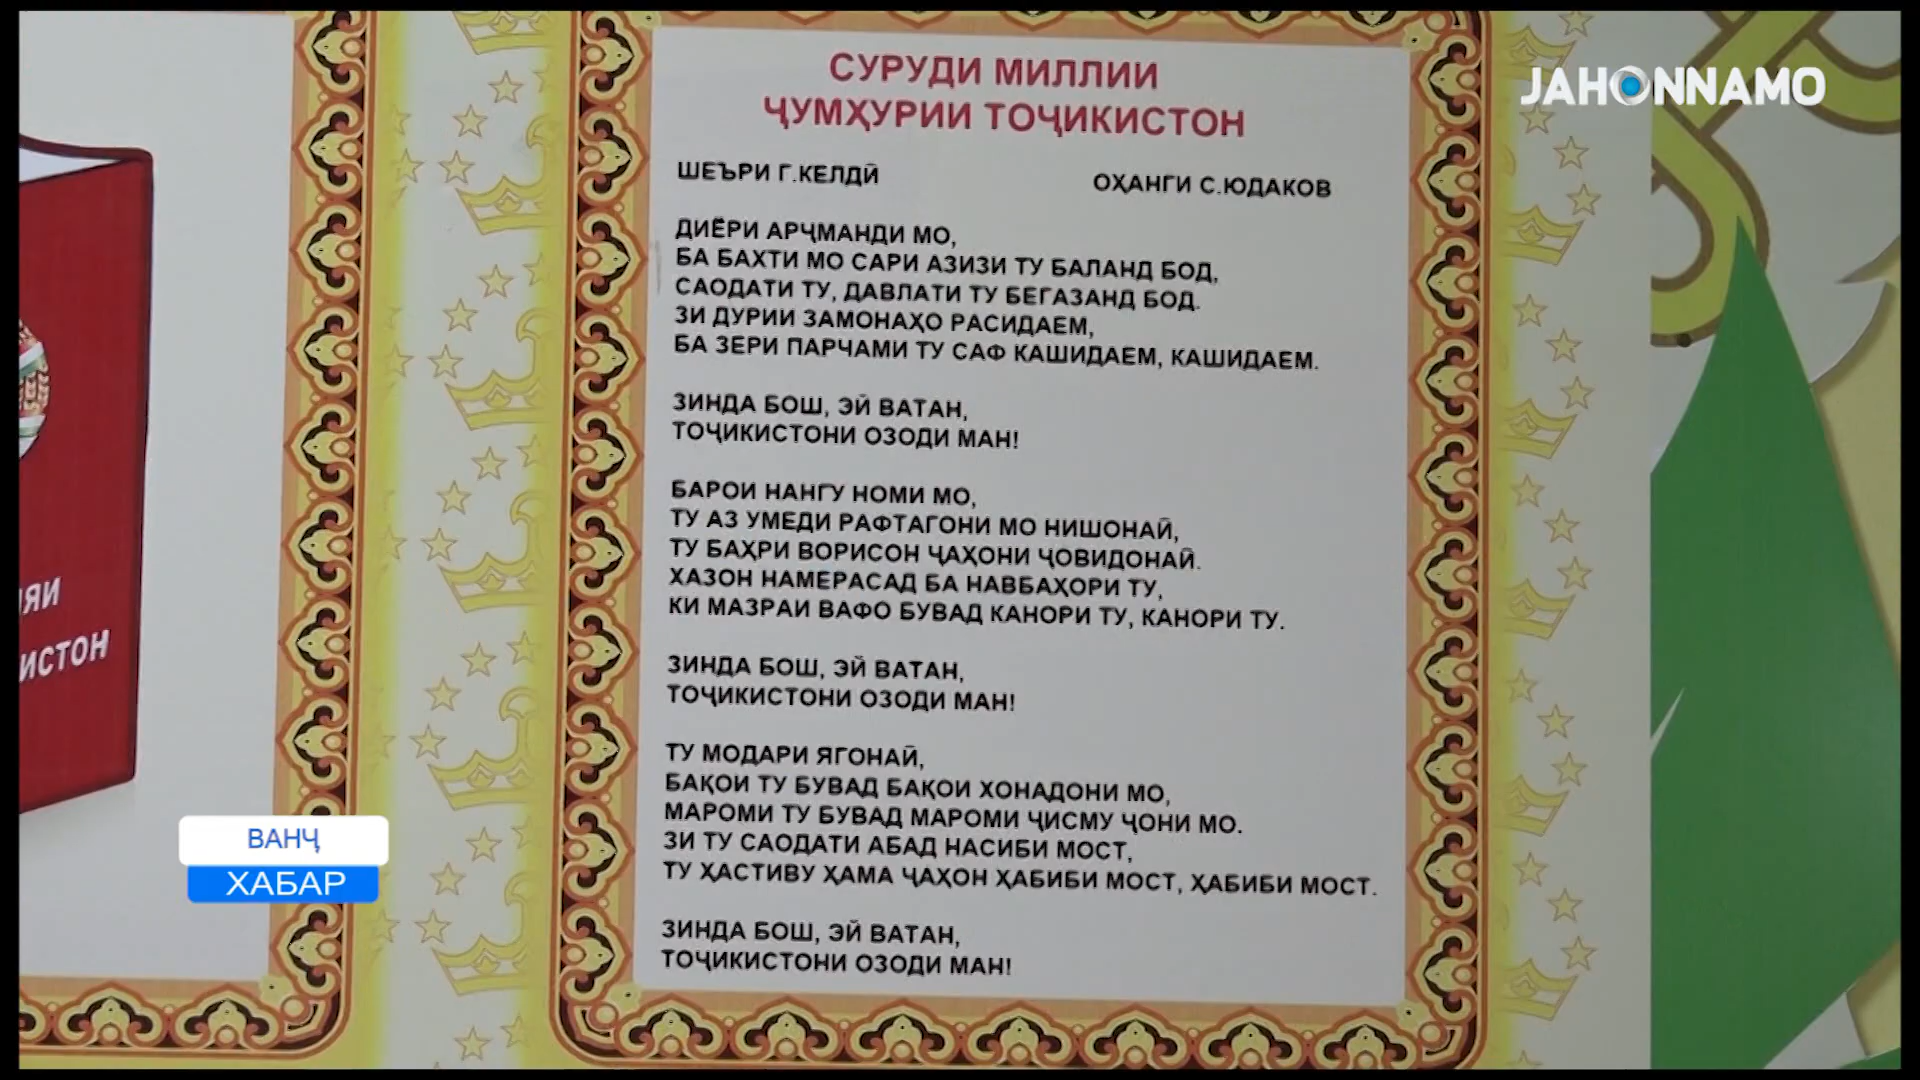 JAHONNAMO
СУРУДИ МИЛЛИИ
ҶУМҲУРИИ ТОҶИКИСТОН
ШЕЪРИ Г.КЕЛДӢ
ОҲАНГИ С.ЮДАКОВ
ДИЁРИ АРҶМАНДИ МО,
БА БАХТИ МО САРИ АЗИЗИ ТУ БАЛАНД БОД,
САОДАТИ ТУ, ДАВЛАТИ ТУ БЕГАЗАНД БОД.
ЗИ ДУРИИ ЗАМОНАҲО РАСИДАЕМ,
БА ЗЕРИ ПАРЧАМИ ТУ САФ КАШИДАЕМ, КАШИДАЕМ.
ЗИНДА БОШ, ЭЙ ВАТАН,
ТОҶИКИСТОНИ ОЗОДИ МАН!
БАРОИ НАНГУ НОМИ МО,
ТУ АЗ УМЕДИ РАФТАГОНИ МО НИШОНАӢ,
ТУ БАҲРИ ВОРИСОН ҶАҲОНИ ҶОВИДОНАӢ.
ХАЗОН НАМЕРАСАД БА НАВБАҲОРИ ТУ,
КИ МАЗРАИ ВАФО БУВАД КАНОРИ ТУ, КАНОРИ ТУ.
ЗИНДА БОШ, ЭЙ ВАТАН,
ТОҶИКИСТОНИ ОЗОДИ МАН!
ТУ МОДАРИ ЯГОНАӢ,
БАҚОИ ТУ БУВАД БАҚОИ ХОНАДОНИ МО,
МАРОМИ ТУ БУВАД МАРОМИ ҶИСМУ ҶОНИ МО.
ЗИ ТУ САОДАТИ АБАД НАСИБИ МОСТ,
ТУ ҲАСТИВУ ҲАМА ҶАҲОН ҲАБИБИ МОСТ, ҲАБИБИ МОСТ.
ЗИНДА БОШ, ЭЙ ВАТАН,
ТОҶИКИСТОНИ ОЗОДИ МАН!
ЯИ
ИСТОН
ВАНҶ
ХАБАР